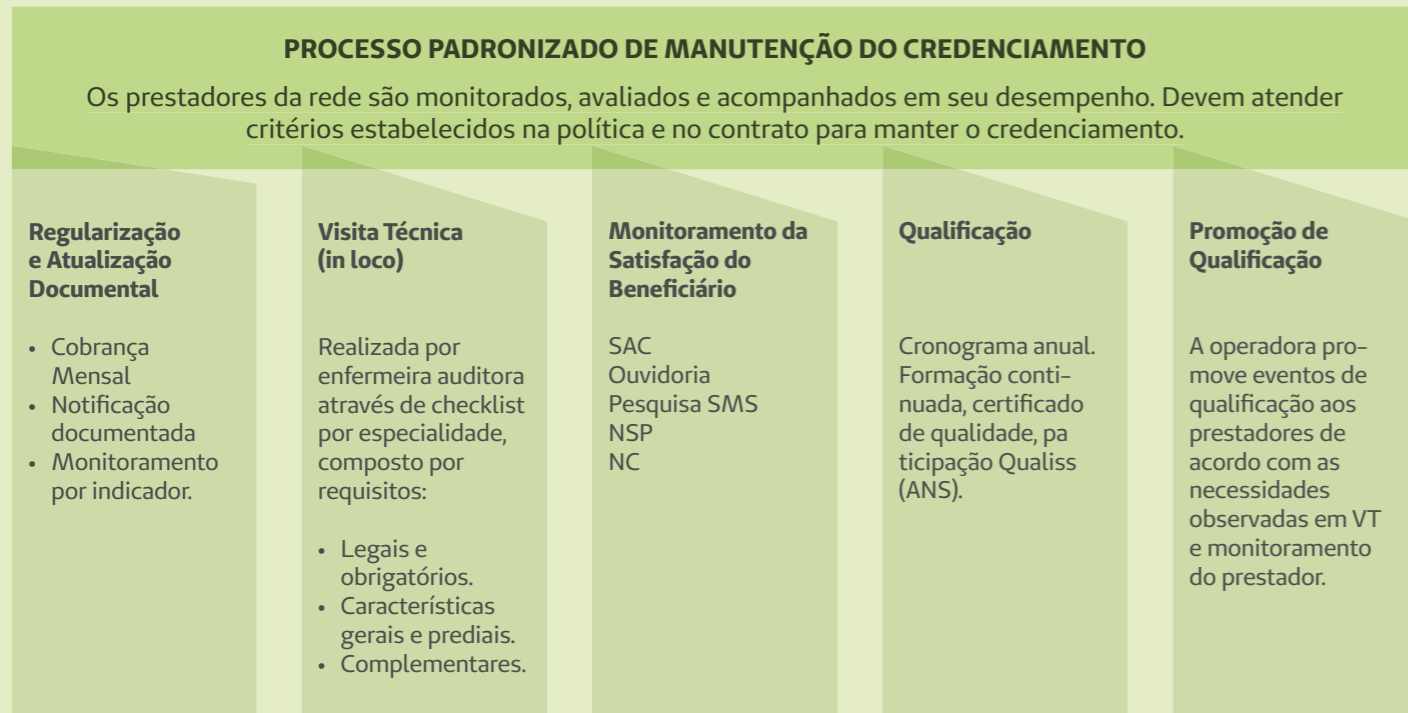 PROCESSO PADRONIZADO DE MANUTENÇÃO DO CREDENCIAMENTO
Os prestadores da rede são monitorados, avaliados e acompanhados em seu desempenho. Devem atender
critérios estabelecidos na política e no contrato para manter o credenciamento.
Regularização
e Atualização
Documental
• Cobrança
Mensal
• Notificação
documentada
• Monitoramento
por indicador.
Visita Técnica
(in loco)
Realizada por
enfermeira auditora
através de checklist
por especialidade,
composto por
requisitos:
• Legais e
obrigatórios.
• Características
gerais e prediais.
• Complementares.
Monitoramento da
Satisfação do
Beneficiário
SAC
Ouvidoria
Pesquisa SMS
NSP
NC
Qualificação
Cronograma anual.
Formação conti-
nuada, certificado
de qualidade, pa
ticipação Qualiss
(ANS).
Promoção de
Qualificação
A operadora pro-
move eventos de
qualificação aos
prestadores de
acordo com as
necessidades
observadas em VT
e monitoramento
do prestador.